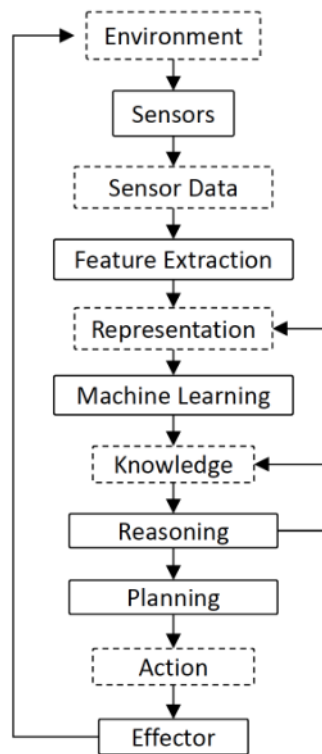 Environment
Sensors
Sensor Data
Feature Extraction
Representation
Machine Learning
Knowledge
Reasoning
Planning
Action
Effector